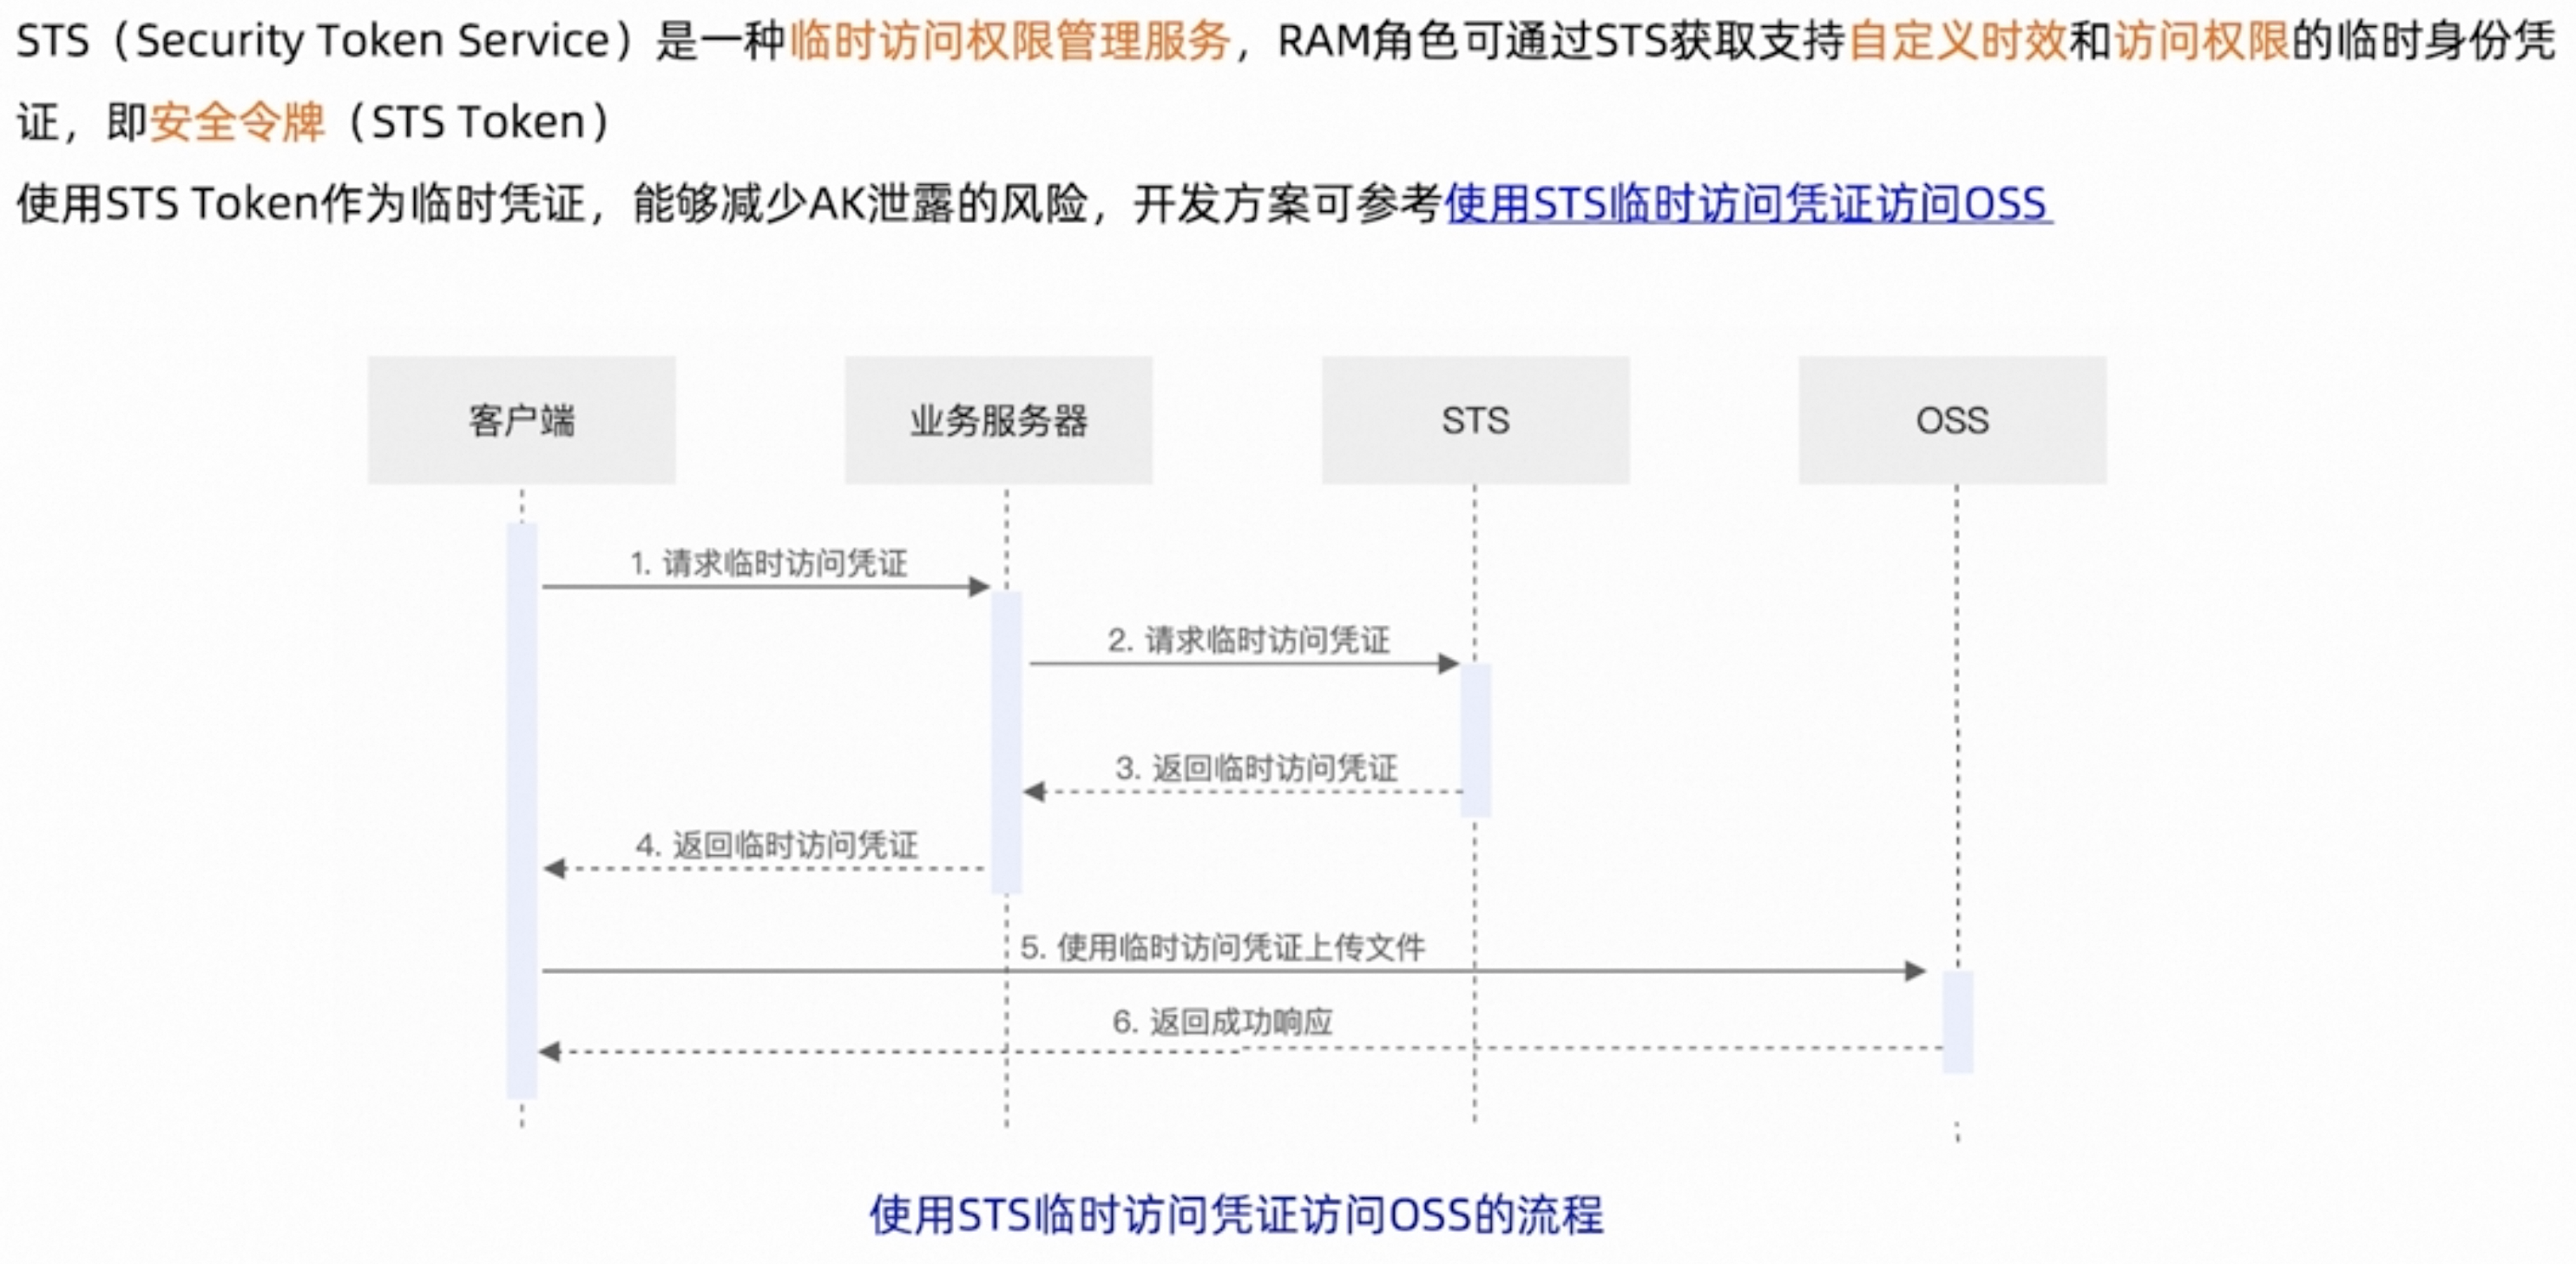 STS（Security Token Service）是一种临时访问权限管理服务，RAM角色可通过STS获取支持自定义时效和访问权限的临时身份凭
证，即安全令牌（STS Token）
使用STS Token作为临时凭证，能够减少AK泄露的风险，开发方案可参考使用STS临时访问凭证访问OSS
客户端
业务服务器
STS
OSS
1. 请求临时访问凭证
2. 请求临时访问凭证
3. 返回临时访问凭证
4. 返回临时访问凭证
5. 使用临时访问凭证上传文件
6. 返回成功响应
使用STS临时访问凭证访问OSS的流程